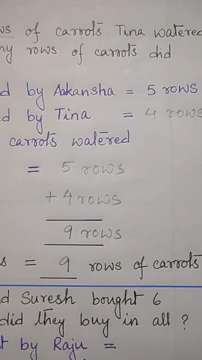 ws of carrots. Tina watered
ny rows of carrots did
d by Aakansha = 5 rows
d by Tina = 4 rows
carrots watered
= 5 rows
+ 4 rows
9 rows
s = 9 rows of carrots
d Suresh bought 6
did they buy in all ?
t by Raju =